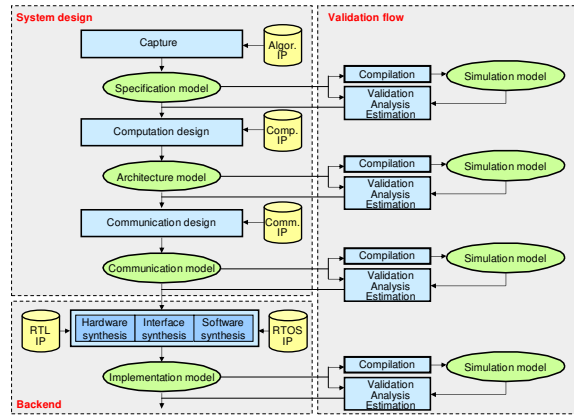 System design
Validation flow
Capture
Algor.
IP
Compilation
Simulation model
Specification model
Validation
Analysis
Estimation
Computation design
Comp.
IP
Compilation
Simulation model
Architecture model
Validation
Analysis
Estimation
Communication design
Comm.
IP
Compilation
Simulation model
Communication model
Validation
Analysis
Estimation
RTL
IP
Hardware
synthesis
Interface
synthesis
Software
synthesis
RTOS
IP
Compilation
Simulation model
Implementation model
Validation
Analysis
Estimation
Backend